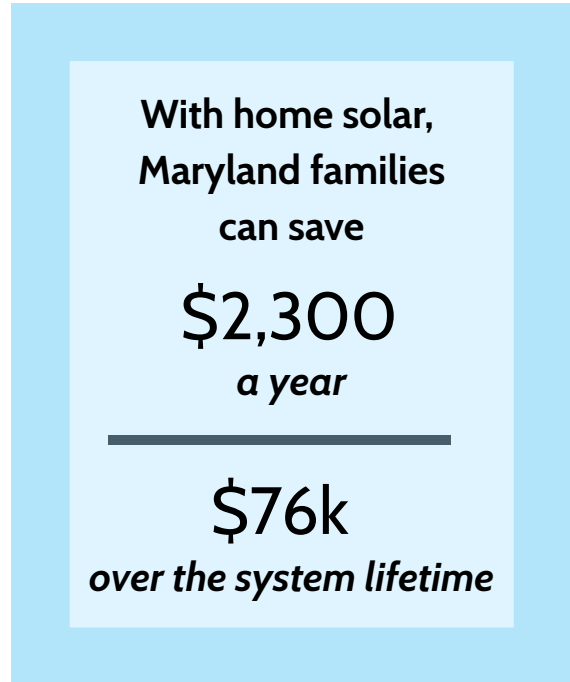 With home solar,
Maryland families
can save
$2,300
a year
$76k
over the system lifetime